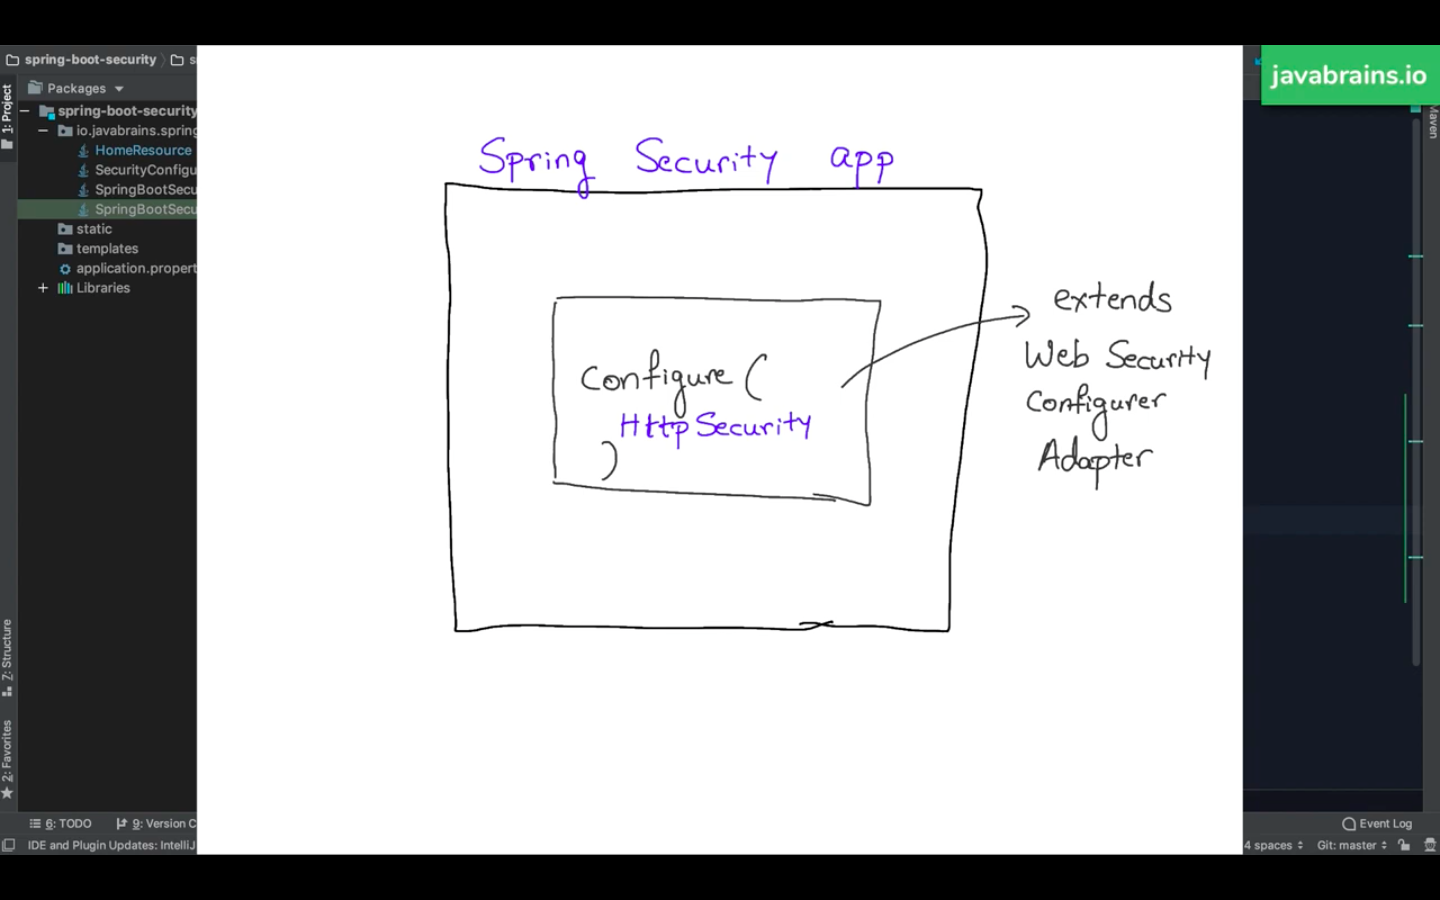 spring-boot-security
javabrains.io
1: Project
Packages
spring-boot-security
io.javabrains.spring
HomeResource
SecurityConfigu
SpringBootSecu
SpringBootSecu
static
templates
application.propert
Libraries
Maven
Spring Security app
Configure (
HttpSecurity
)
extends
Web Security
Configurer
Adapter
7: Structure
2: Favorites
6: TODO
9: Version C
Event Log
IDE and Plugin Updates: IntelliJ
4 spaces
Git: master